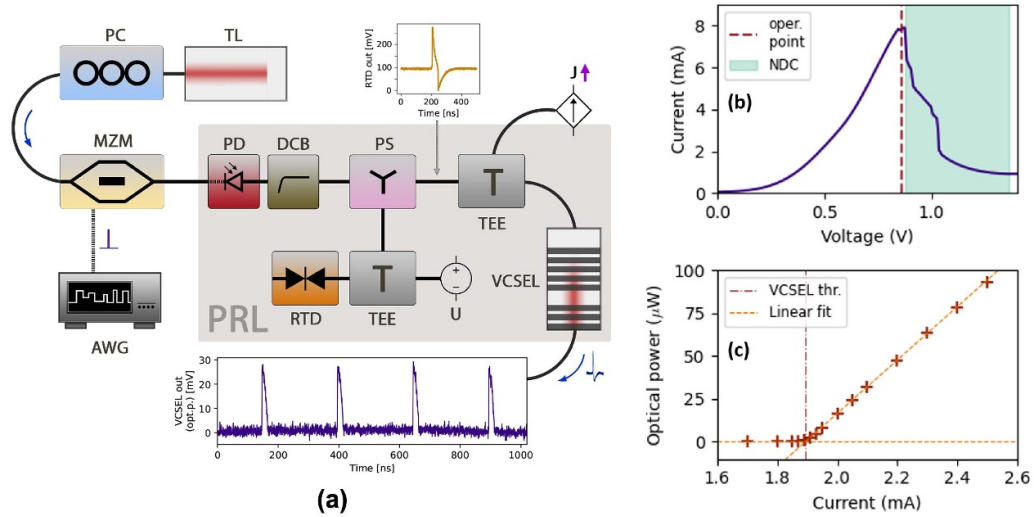 PC
TL
MZM
AWG
RTD out [mV]
200
100
0
0
200
400
Time [ns]
J
PD
DCB
PS
T
TEE
T
RTD
TEE
+
−
U
VCSEL
PRL
VCSEL out
(opt.p.) [mV]
30
20
10
0
0
200
400
600
800
1000
Time [ns]
(a)
Current (mA)
8
6
4
2
0
0.0
0.5
1.0
Voltage (V)
oper.
point
NDC
(b)
Optical power (μW)
100
75
50
25
0
1.6
1.8
2.0
2.2
2.4
2.6
Current (mA)
VCSEL thr.
Linear fit
(c)